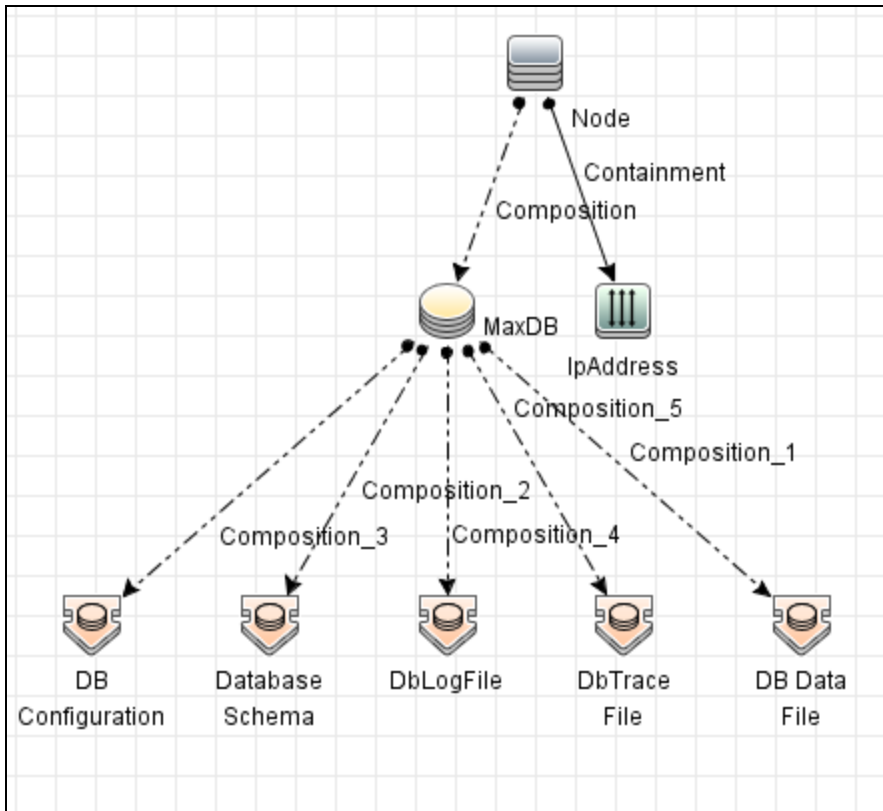 Node
Containment
Composition
MaxDB
IpAddress
Composition_5
Composition_1
Composition_2
Composition_3
Composition_4
DB
Configuration
Database
Schema
DbLogFile
DbTrace
File
DB Data
File